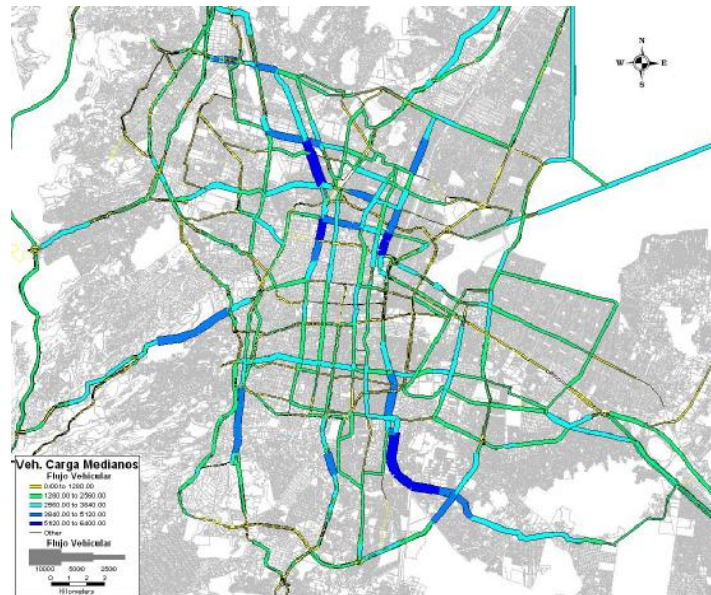 N
W E
S
Veh. Carga Medianos
Flujo Vehicular
0.00 to 1280.00
1280.00 to 2560.00
2560.00 to 3840.00
3840.00 to 5120.00
5120.00 to 6400.00
Other
Flujo Vehicular
10000 5000 2500
0 1 2 3
Kilometers